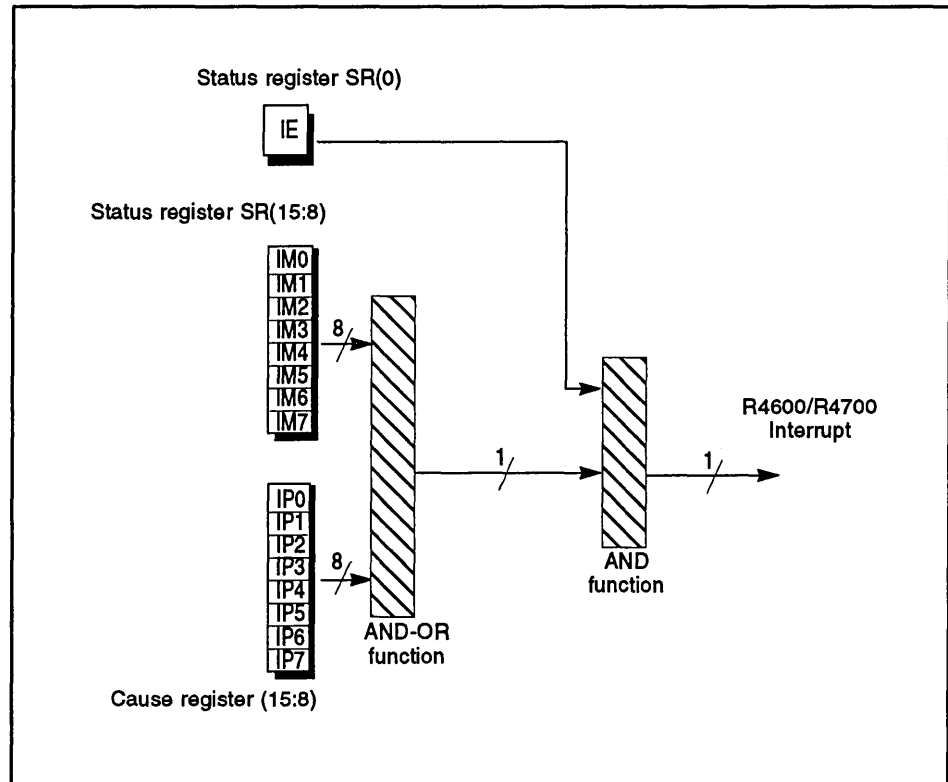 Status register SR(0)
IE
Status register SR(15:8)
IM0
IM1
IM2
IM3
IM4
IM5
IM6
IM7
8
IP0
IP1
IP2
IP3
IP4
IP5
IP6
IP7
8
Cause register (15:8)
AND-OR
function
1
AND
function
1
R4600/R4700
Interrupt